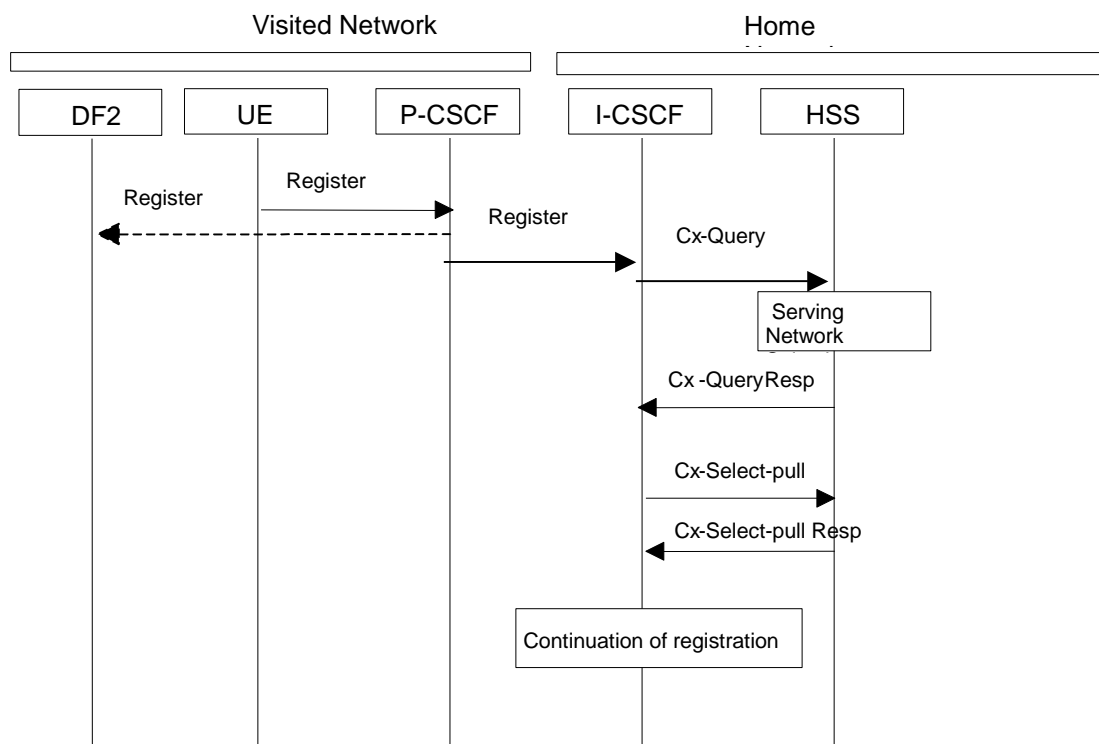 Visited Network
Home
DF2
UE
P-CSCF
I-CSCF
HSS
Register
Register
Register
Cx-Query
Serving
Network
Cx -QueryResp
Cx-Select-pull
Cx-Select-pull Resp
Continuation of registration